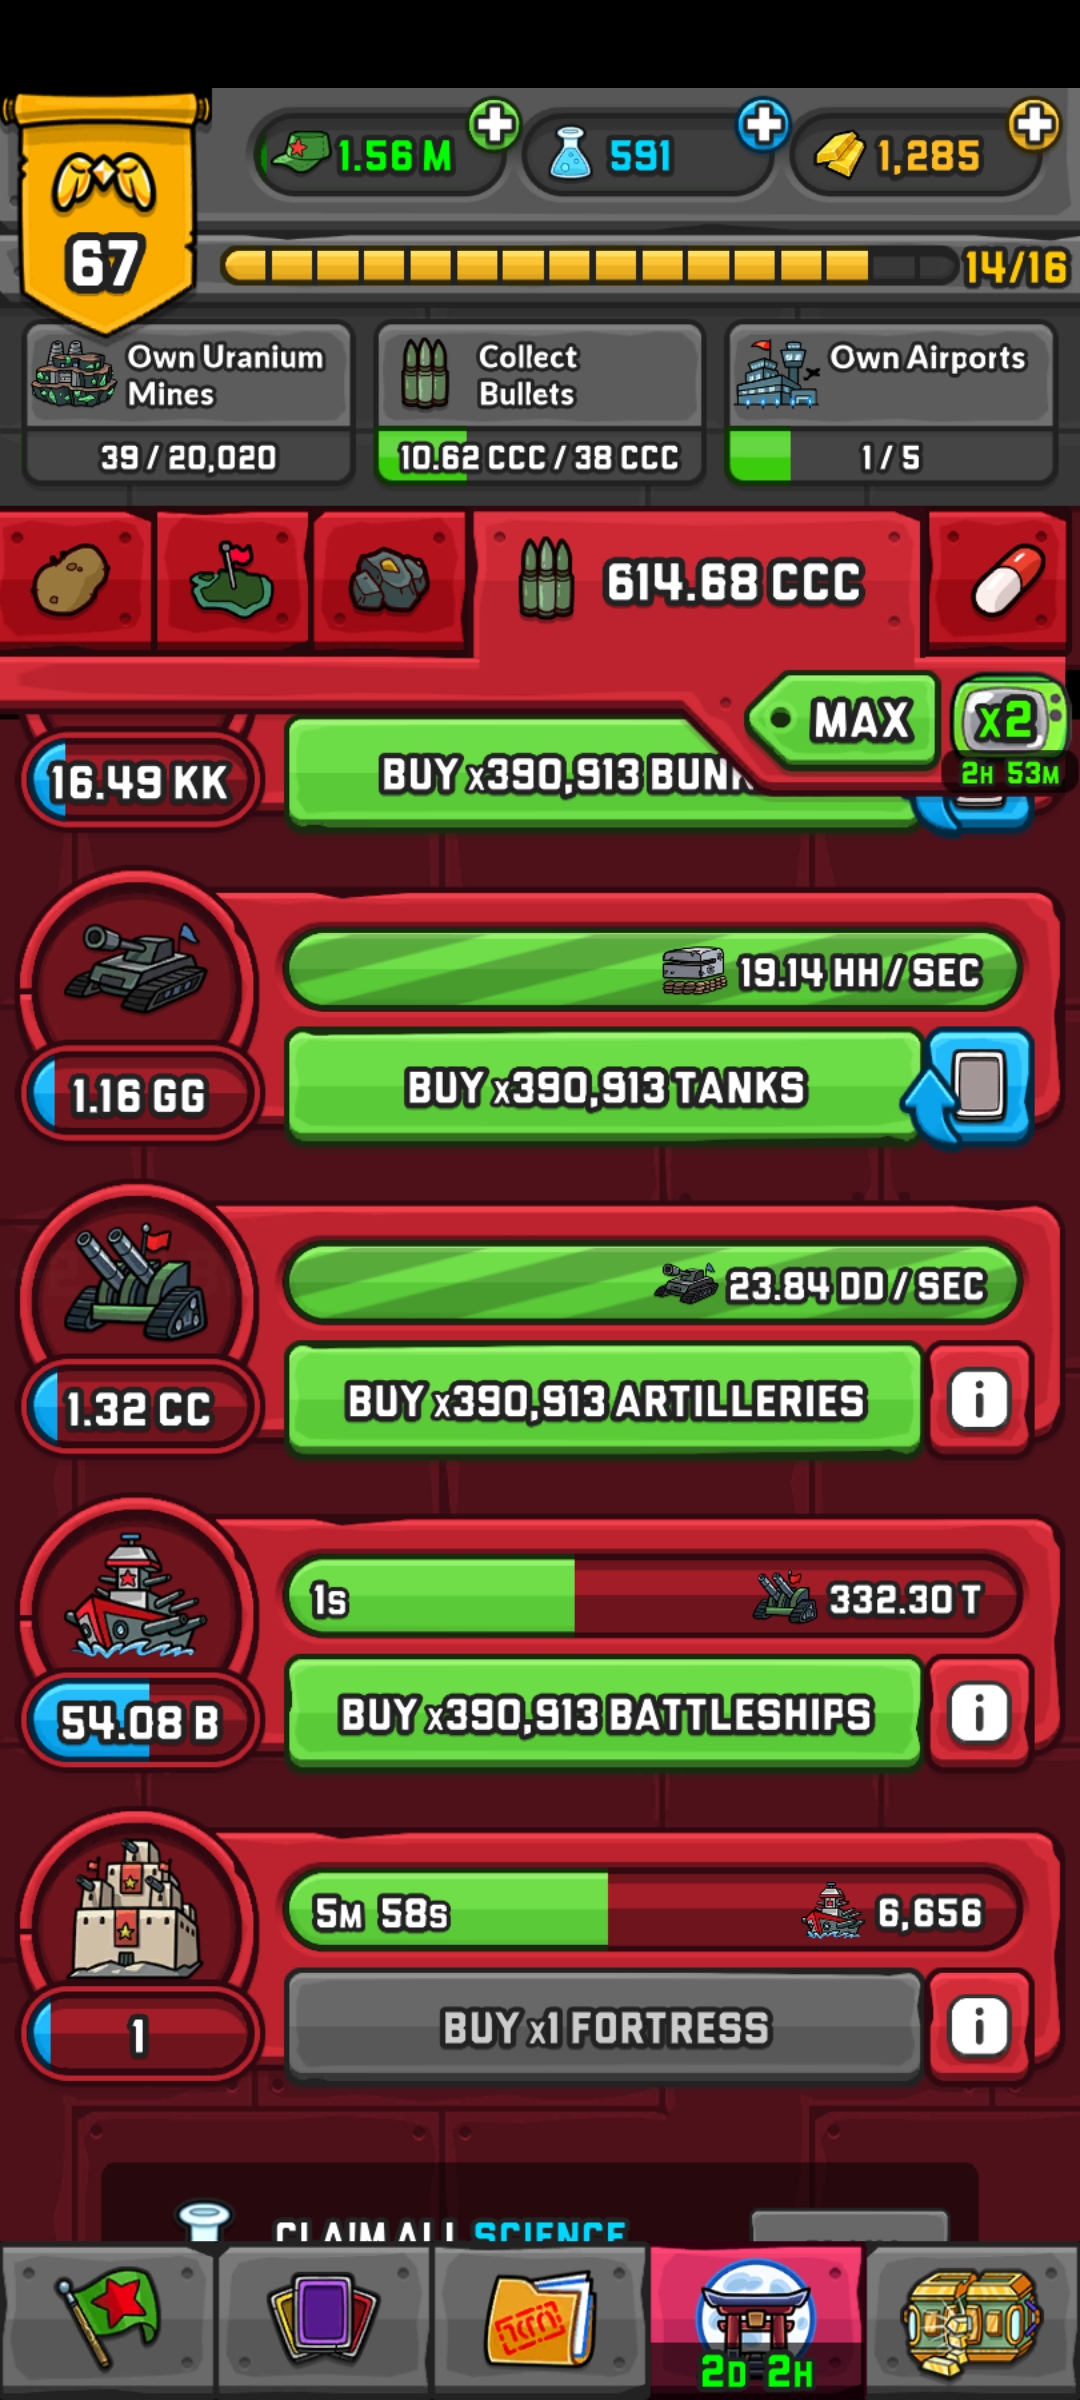 67
1.56 M
591
1,285
14/16
Own Uranium
Mines
39 / 20,020
Collect
Bullets
10.62 CCC / 38 CCC
Own Airports
1 / 5
614.68 CCC
MAX
x2
2H 53M
16.49 KK
BUY x390,913
19.14 HH / SEC
1.16 GG
BUY x390,913 TANKS
23.84 DD / SEC
1.32 CC
BUY x390,913 ARTILLERIES
i
1S
332.30 T
54.08 B
BUY x390,913 BATTLESHIPS
i
5M 58S
6,656
1
BUY x1 FORTRESS
i
CLAIM ALL SCIENCE
2D 2H